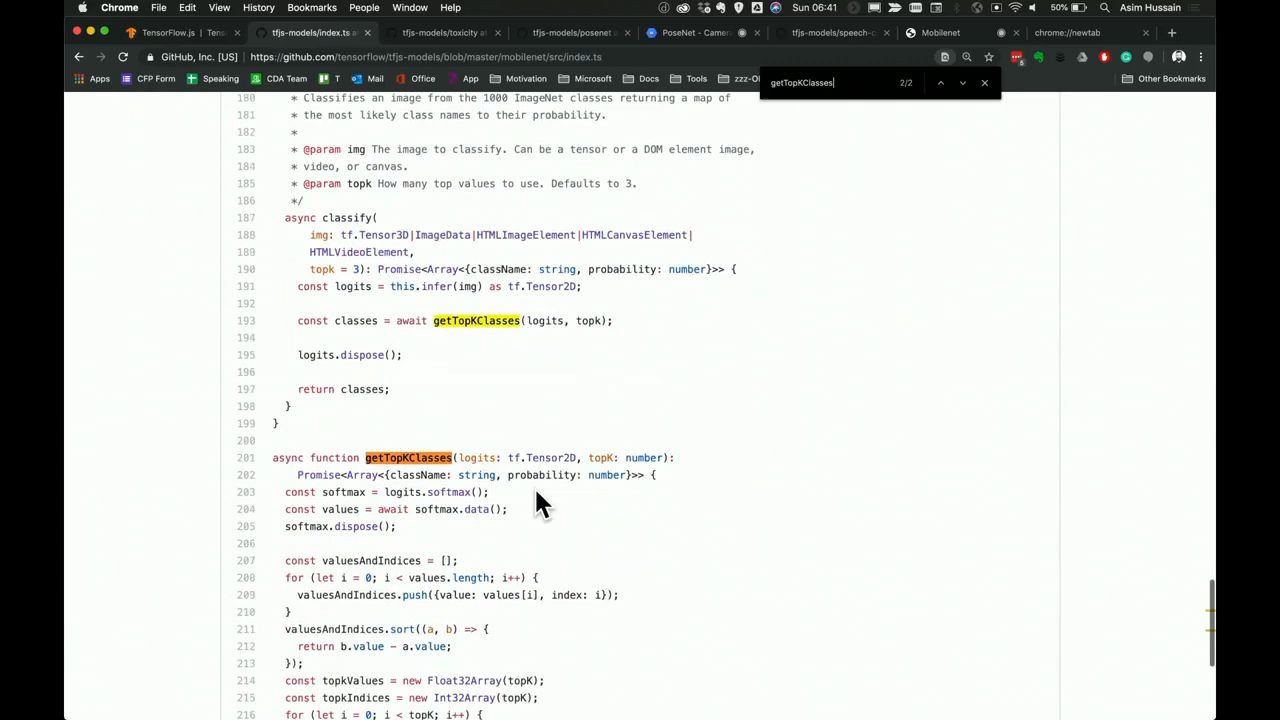 Chrome File Edit View History Bookmarks People Window Help Sun 06:41 50% Asim Hussain
TensorFlow.js | Tens tfjs-models/index.ts a tfjs-models/toxicity at tfjs-models/posenet at PoseNet - Camer tfjs-models/speech-c Mobilenet chrome://newtab
GitHub, Inc. [US] https://github.com/tensorflow/tfjs-models/blob/master/mobilenet/src/index.ts
Apps CFP Form Speaking CDA Team T Mail Office App Motivation Microsoft Docs Tools zzz-Ol Other Bookmarks
getTopKClasses 2/2
180 * Classifies an image from the 1000 ImageNet classes returning a map of
181 * the most likely class names to their probability.
182 *
183 * @param img The image to classify. Can be a tensor or a DOM element image,
184 * video, or canvas.
185 * @param topk How many top values to use. Defaults to 3.
186 */
187 async classify(
188 img: tf.Tensor3D|ImageData|HTMLImageElement|HTMLCanvasElement|
189 HTMLVideoElement,
190 topk = 3): Promise<Array<{className: string, probability: number}>> {
191 const logits = this.infer(img) as tf.Tensor2D;
192
193 const classes = await getTopKClasses(logits, topk);
194
195 logits.dispose();
196
197 return classes;
198 }
199 }
200
201 async function getTopKClasses(logits: tf.Tensor2D, topK: number):
202 Promise<Array<{className: string, probability: number}>> {
203 const softmax = logits.softmax();
204 const values = await softmax.data();
205 softmax.dispose();
206
207 const valuesAndIndices = [];
208 for (let i = 0; i < values.length; i++) {
209 valuesAndIndices.push({value: values[i], index: i});
210 }
211 valuesAndIndices.sort((a, b) => {
212 return b.value - a.value;
213 });
214 const topkValues = new Float32Array(topK);
215 const topkIndices = new Int32Array(topK);
216 for (let i = 0; i < topK; i++) {